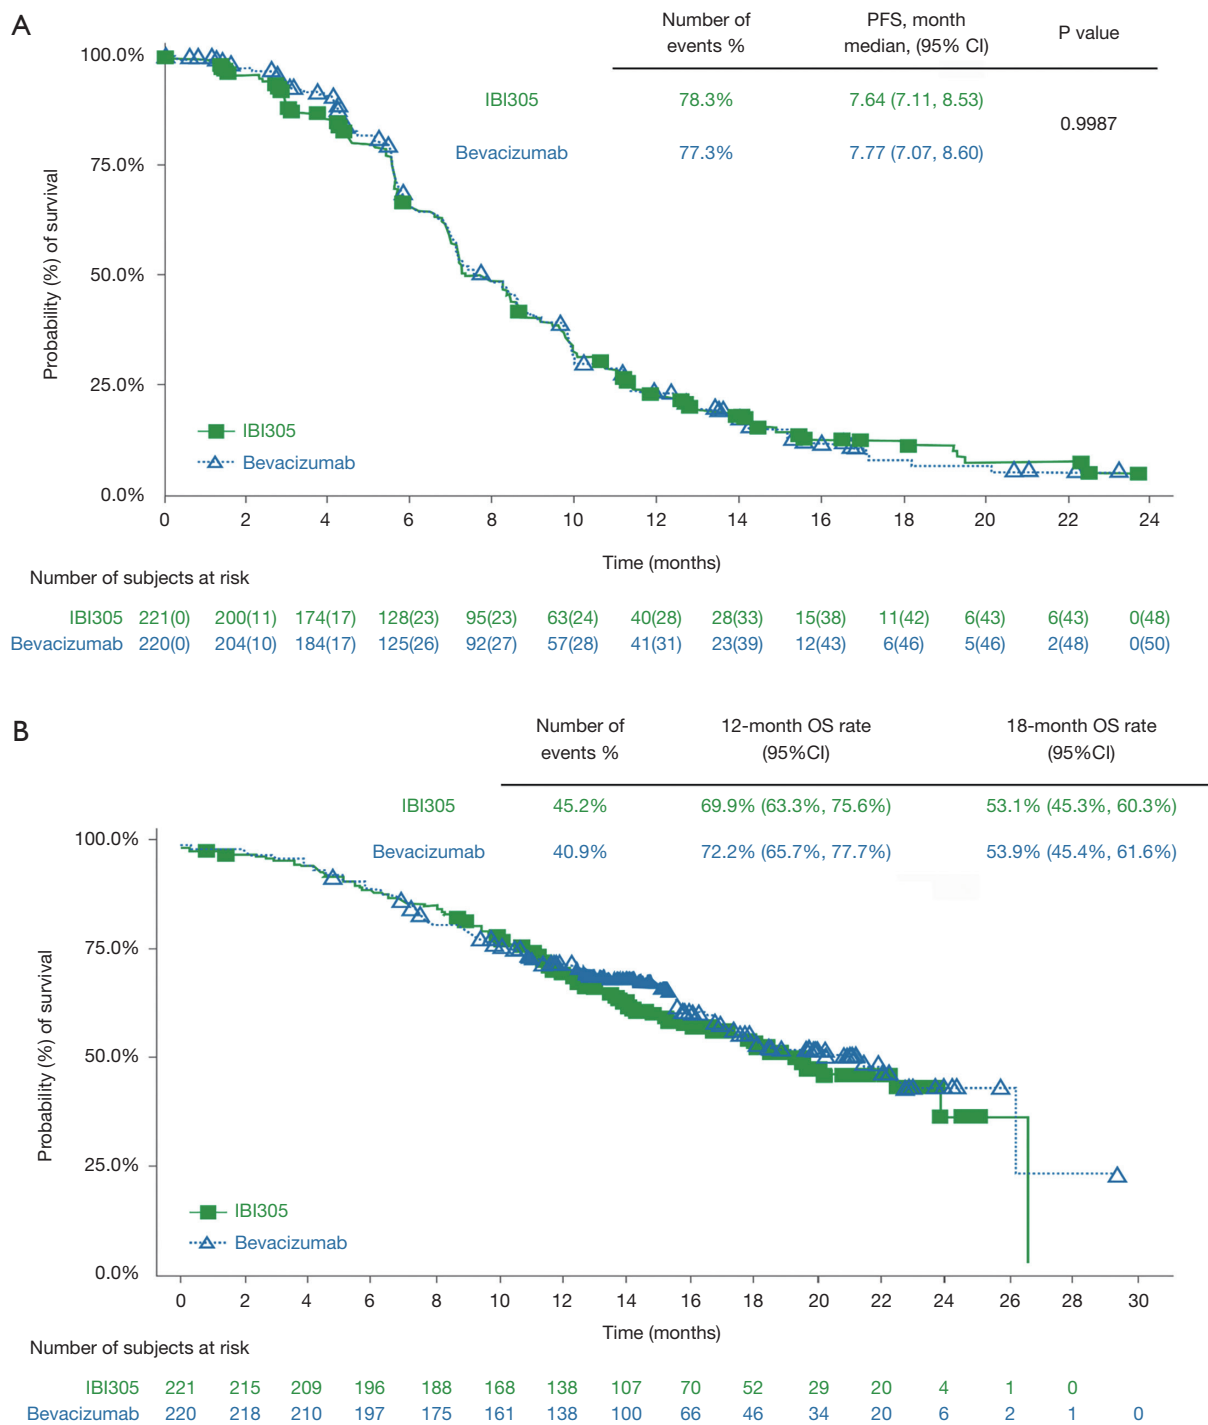 A
Number of events %
PFS, month median, (95% CI)
P value
IBI305 78.3% 7.64 (7.11, 8.53)
0.9987
Bevacizumab 77.3% 7.77 (7.07, 8.60)
Probability (%) of survival
100.0%
75.0%
50.0%
25.0%
0.0%
IBI305
Bevacizumab
0 2 4 6 8 10 12 14 16 18 20 22 24
Time (months)
Number of subjects at risk
IBI305 221(0) 200(11) 174(17) 128(23) 95(23) 63(24) 40(28) 28(33) 15(38) 11(42) 6(43) 6(43) 0(48)
Bevacizumab 220(0) 204(10) 184(17) 125(26) 92(27) 57(28) 41(31) 23(39) 12(43) 6(46) 5(46) 2(48) 0(50)
B
Number of events %
12-month OS rate (95%CI)
18-month OS rate (95%CI)
IBI305 45.2% 69.9% (63.3%, 75.6%) 53.1% (45.3%, 60.3%)
Bevacizumab 40.9% 72.2% (65.7%, 77.7%) 53.9% (45.4%, 61.6%)
Probability (%) of survival
100.0%
75.0%
50.0%
25.0%
0.0%
IBI305
Bevacizumab
0 2 4 6 8 10 12 14 16 18 20 22 24 26 28 30
Time (months)
Number of subjects at risk
IBI305 221 215 209 196 188 168 138 107 70 52 29 20 4 1 0
Bevacizumab 220 218 210 197 175 161 138 100 66 46 34 20 6 2 1 0